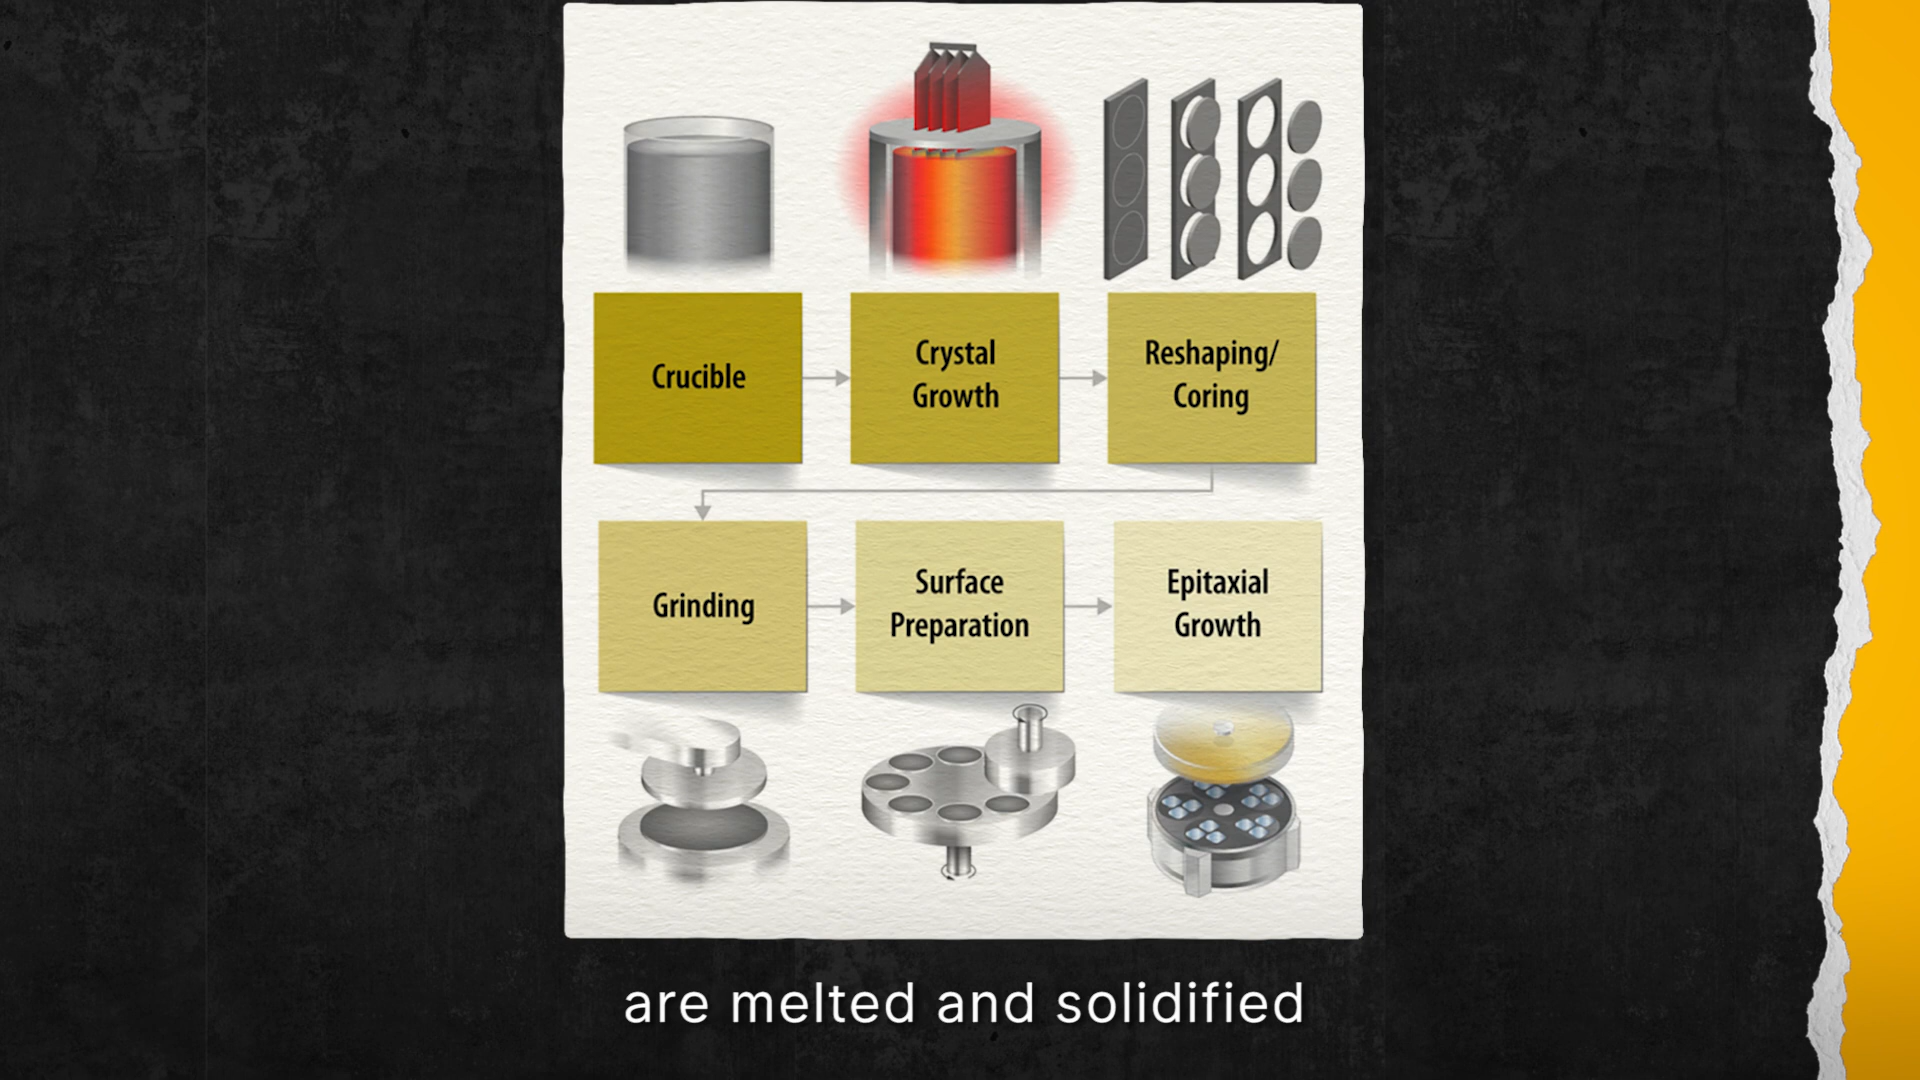 Crucible
Crystal
Growth
Reshaping/
Coring
Grinding
Surface
Preparation
Epitaxial
Growth
are melted and solidified